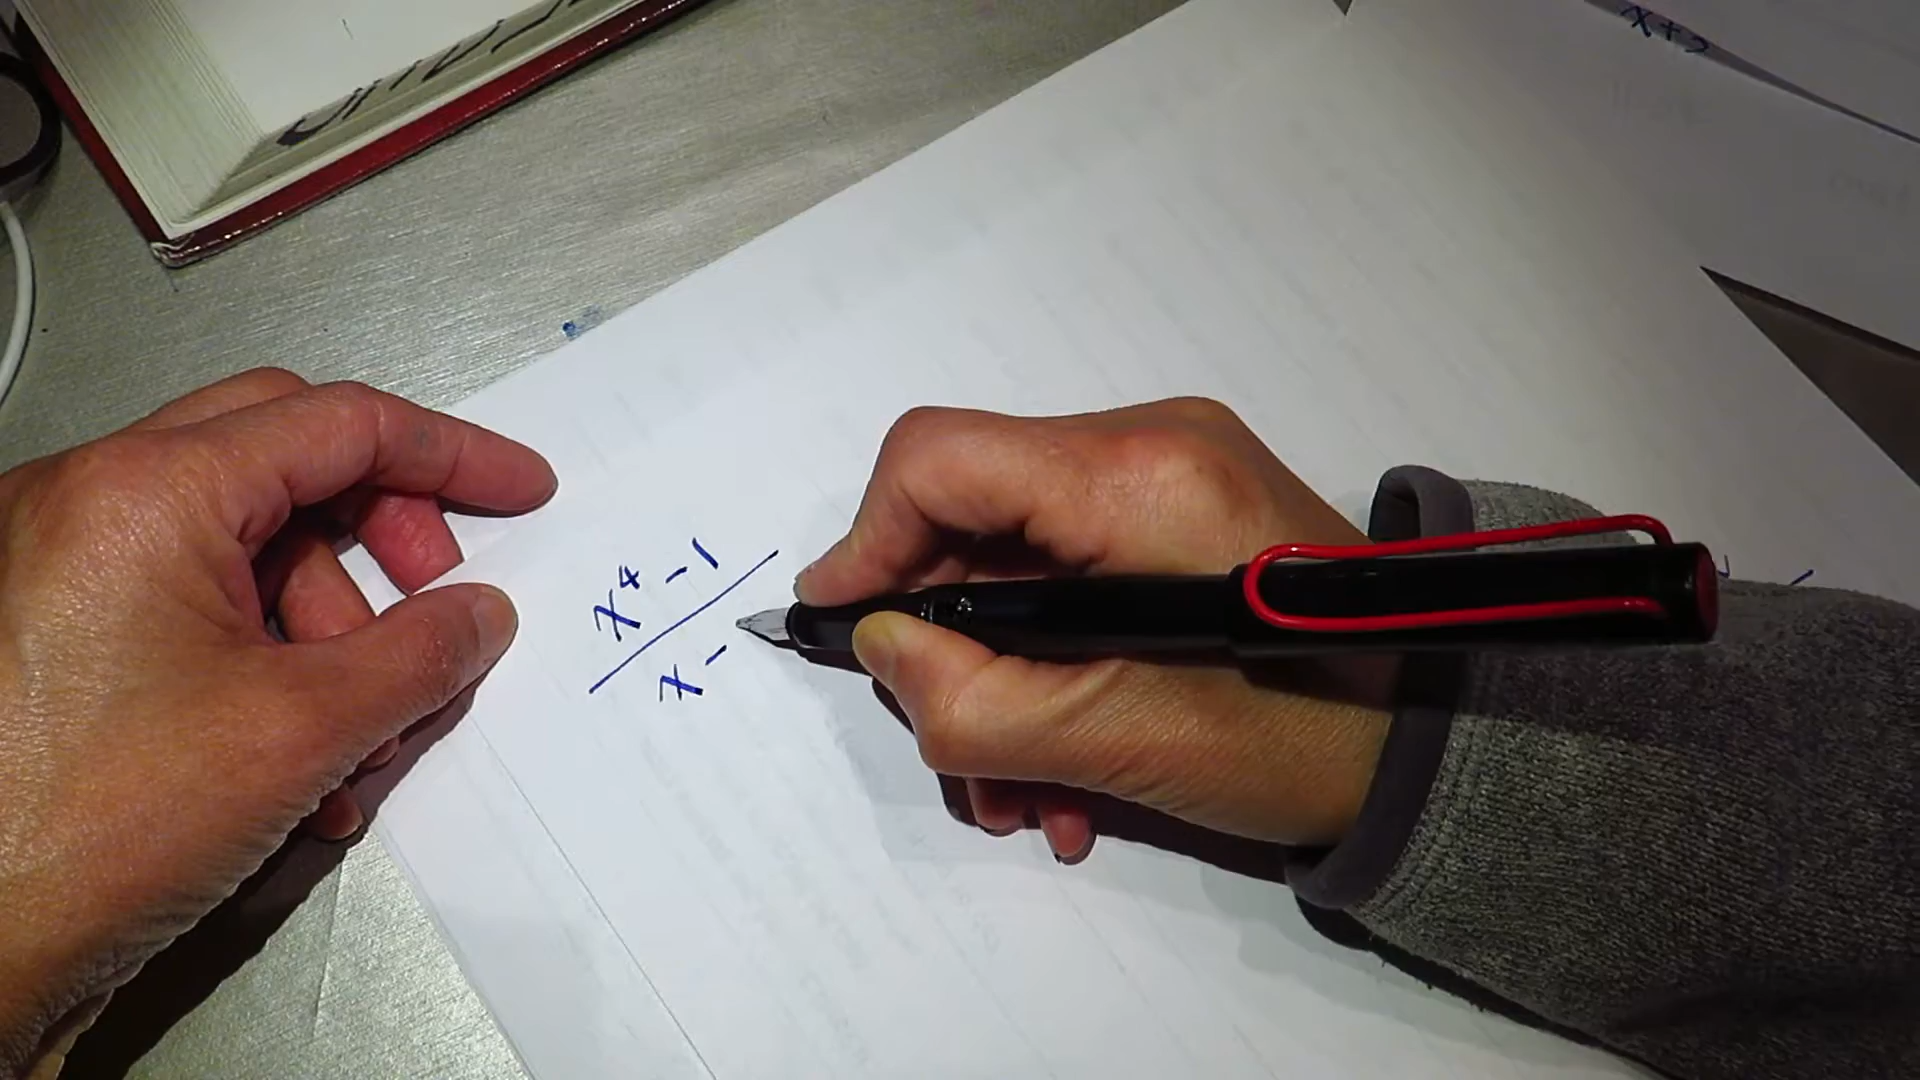 x⁴ - 1
x -
x+